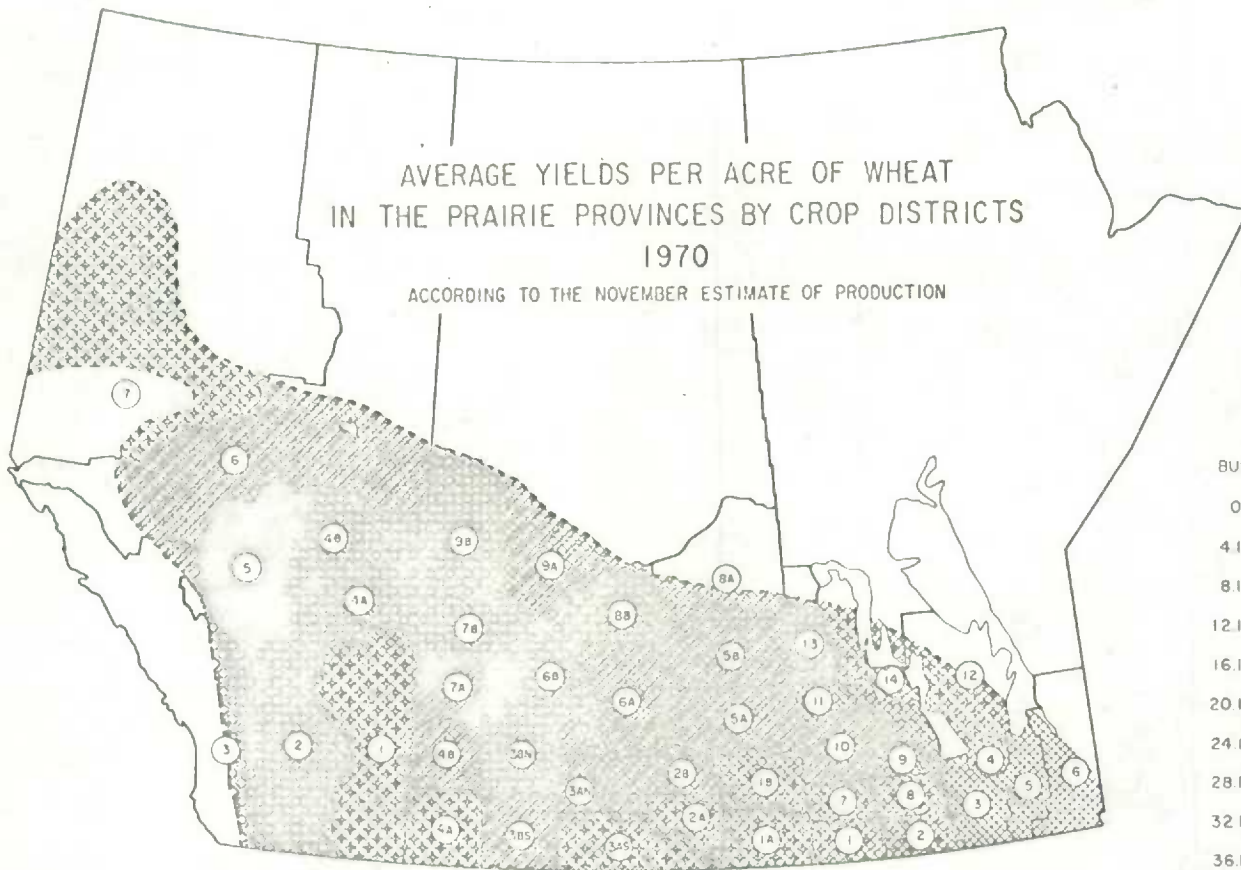 AVERAGE YIELDS PER ACRE OF WHEAT
IN THE PRAIRIE PROVINCES BY CROP DISTRICTS
1970
ACCORDING TO THE NOVEMBER ESTIMATE OF PRODUCTION
7
6
BU
0
4B
9B
4.1
5
9A
8A
8.1
4A
8B
7B
12.1
5B
13
16.1
7A
6B
14
12
6A
11
20.1
5A
3
2
1
4B
3BN
10
24.1
9
4
2B
1B
6
28.1
3AN
5
7
8
3
2A
32.1
4A
3BS
3AS
1A
1
2
36.1